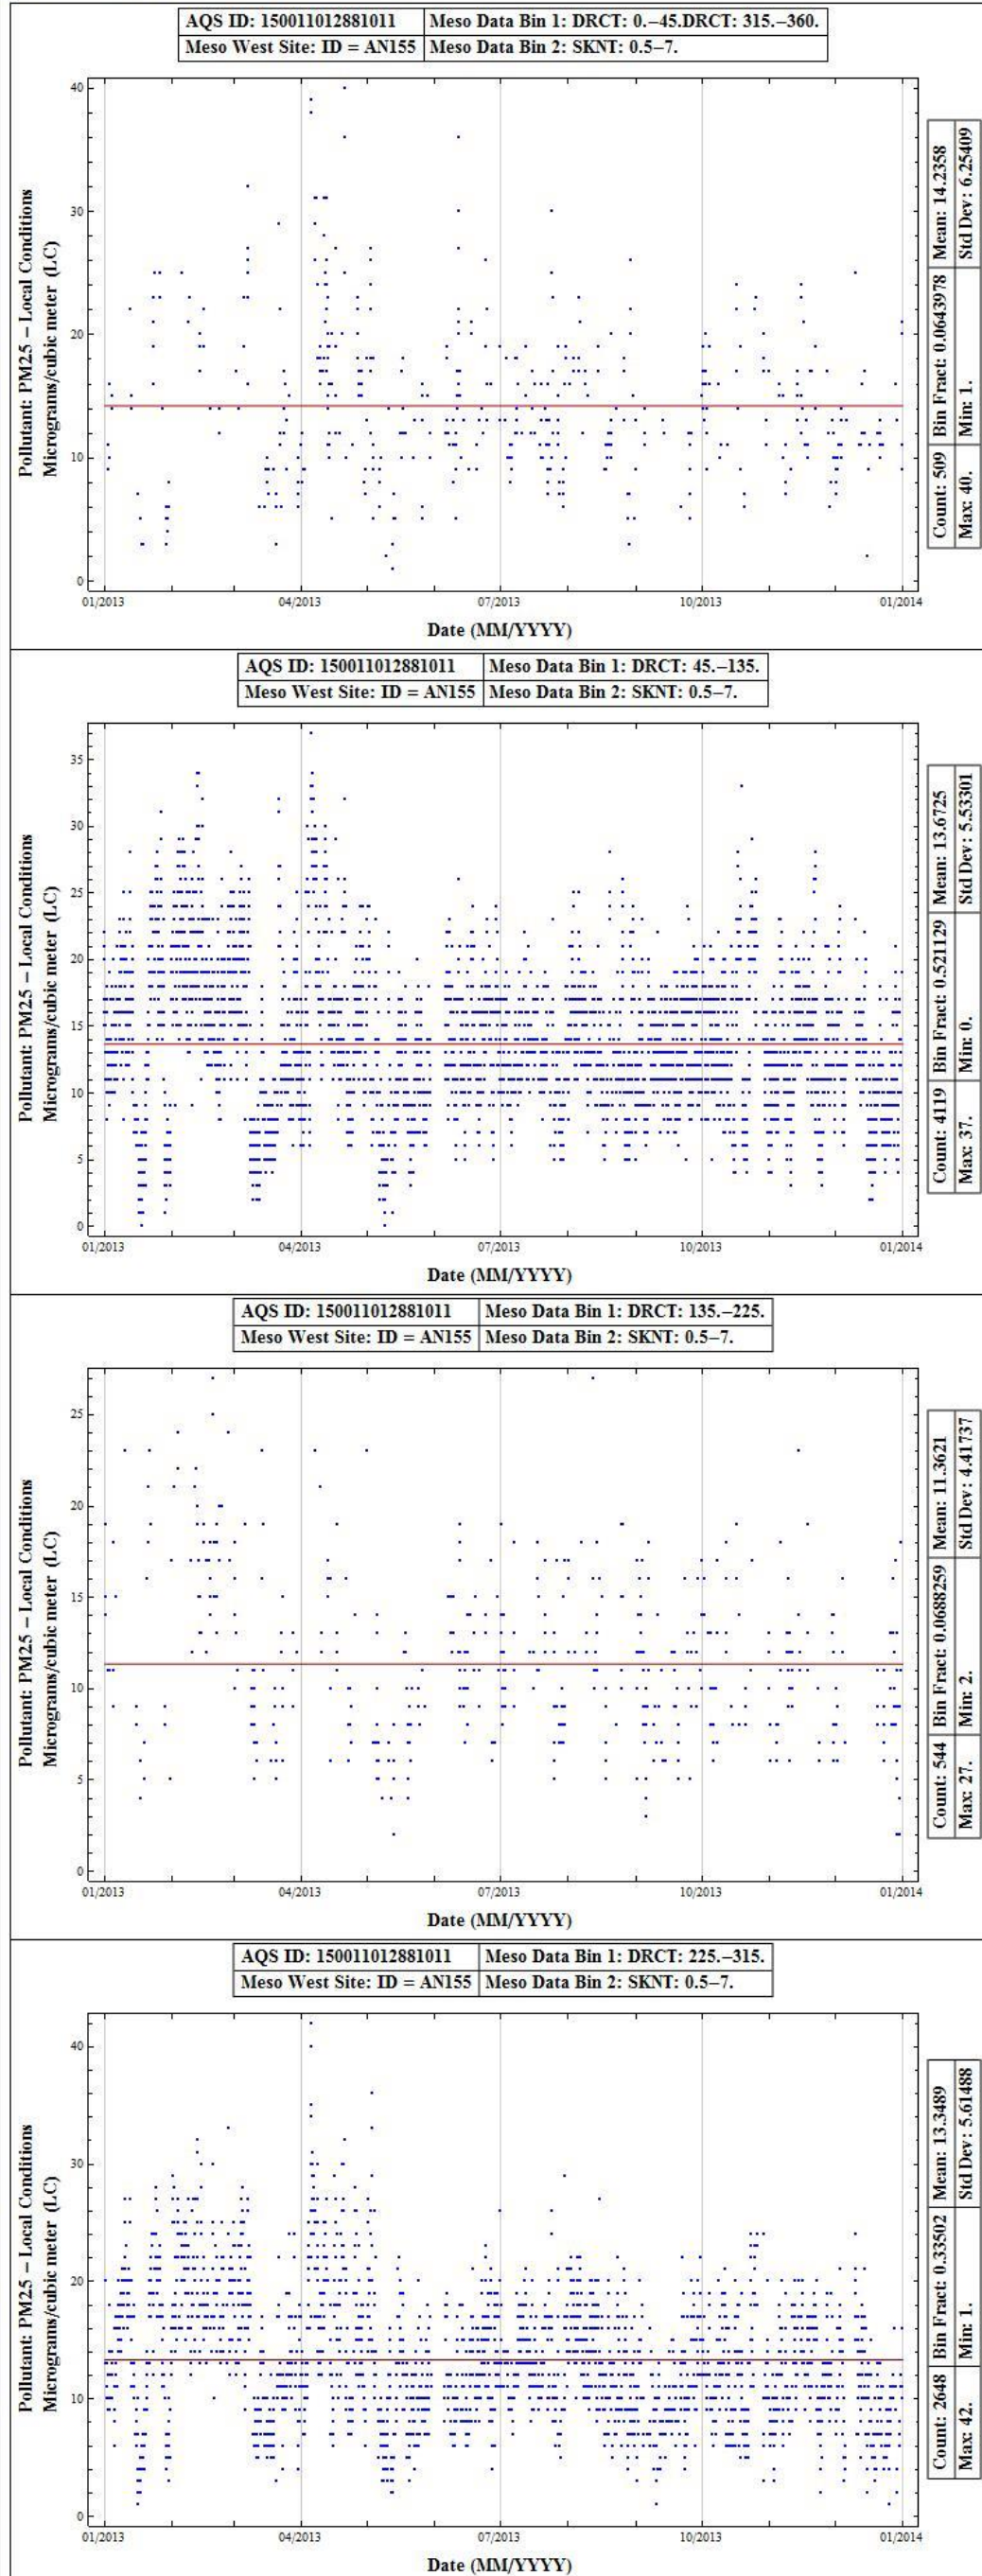 AQS ID: 150011012881011 Meso Data Bin 1: DRCT: 0.–45.DRCT: 315.–360.
Meso West Site: ID = AN155 Meso Data Bin 2: SKNT: 0.5–7.
Pollutant: PM2.5 – Local Conditions
Micrograms/cubic meter (LC)
40
30
20
10
0
01/2013 04/2013 07/2013 10/2013 01/2014
Date (MM/YYYY)
Count: 509 Bin Fract: 0.0643978 Mean: 14.2358
Max: 40. Min: 1. Std Dev: 6.25409
AQS ID: 150011012881011 Meso Data Bin 1: DRCT: 45.–135.
Meso West Site: ID = AN155 Meso Data Bin 2: SKNT: 0.5–7.
Pollutant: PM2.5 – Local Conditions
Micrograms/cubic meter (LC)
35
30
25
20
15
10
5
0
01/2013 04/2013 07/2013 10/2013 01/2014
Date (MM/YYYY)
Count: 4119 Bin Fract: 0.521129 Mean: 13.6725
Max: 37. Min: 0. Std Dev: 5.53301
AQS ID: 150011012881011 Meso Data Bin 1: DRCT: 135.–225.
Meso West Site: ID = AN155 Meso Data Bin 2: SKNT: 0.5–7.
Pollutant: PM2.5 – Local Conditions
Micrograms/cubic meter (LC)
25
20
15
10
5
0
01/2013 04/2013 07/2013 10/2013 01/2014
Date (MM/YYYY)
Count: 544 Bin Fract: 0.0688259 Mean: 11.3621
Max: 27. Min: 2. Std Dev: 4.41737
AQS ID: 150011012881011 Meso Data Bin 1: DRCT: 225.–315.
Meso West Site: ID = AN155 Meso Data Bin 2: SKNT: 0.5–7.
Pollutant: PM2.5 – Local Conditions
Micrograms/cubic meter (LC)
40
30
20
10
0
01/2013 04/2013 07/2013 10/2013 01/2014
Date (MM/YYYY)
Count: 2648 Bin Fract: 0.33502 Mean: 13.3489
Max: 42. Min: 1. Std Dev: 5.61488